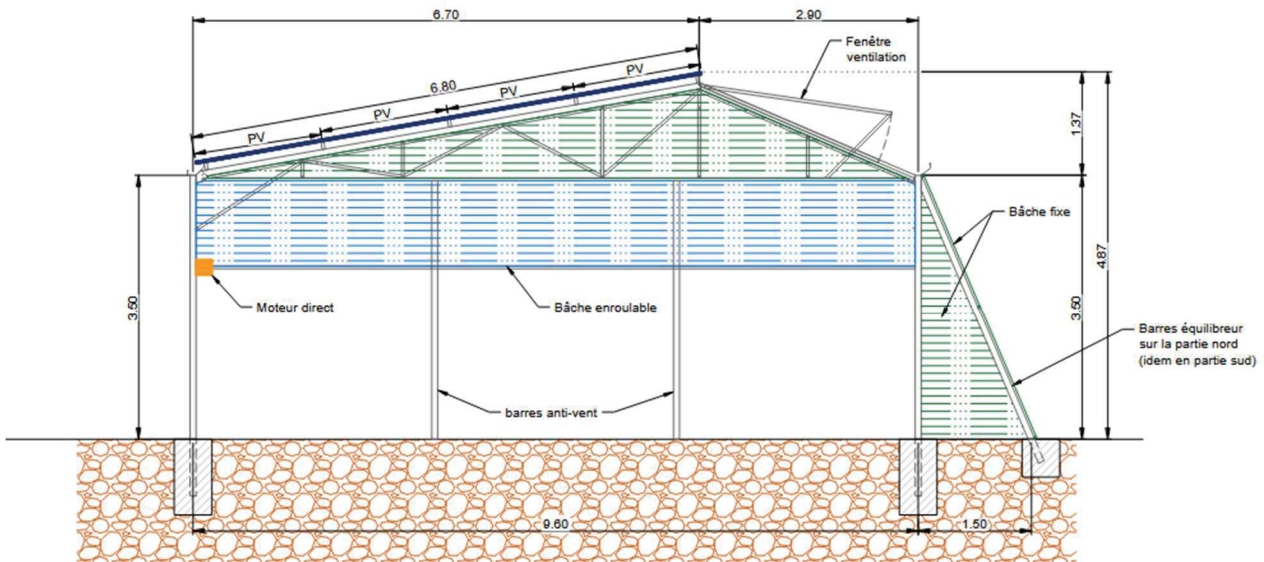 6.70
2.90
Fenêtre
ventilation
PV
6.80
PV
PV
PV
1.37
Bâche fixe
4.87
3.50
3.50
Moteur direct
Bâche enroulable
Barres équilibreur
sur la partie nord
(idem en partie sud)
barres anti-vent
9.60
1.50